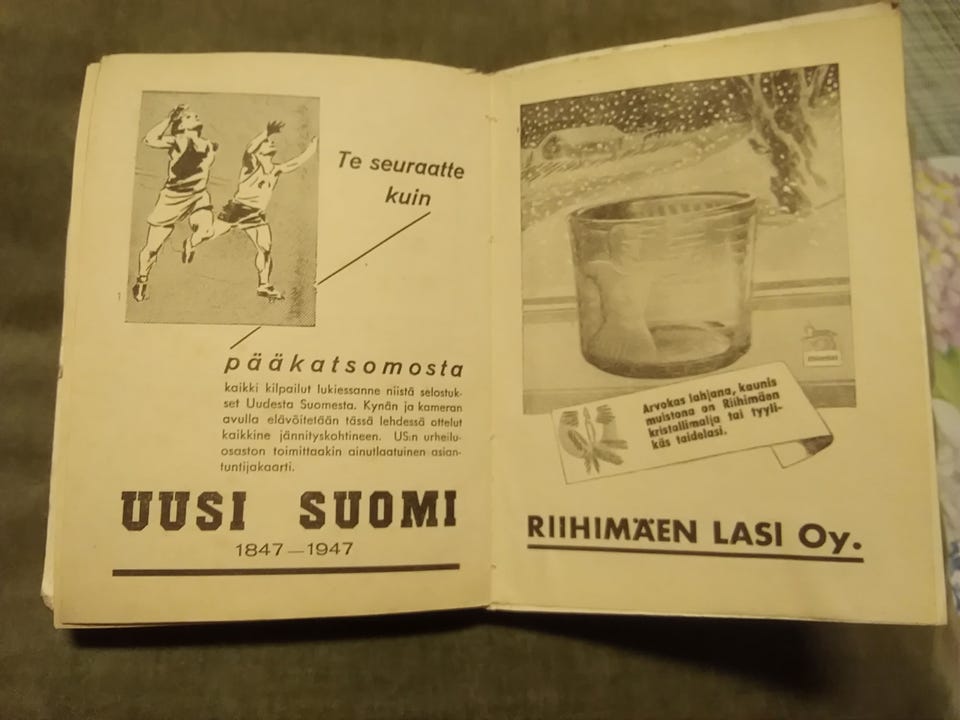 Te seuraatte
kuin
pääkatsomosta
kaikki kilpailut lukiessanne niistä selostuk-
set Uudesta Suomesta. Kynän ja kameran
avulla elävöitetään tässä lehdessä ottelut
kaikkine jännityskohtineen. US:n urheilu-
osaston toimittaakin ainutlaatuinen asian-
tuntijakaarti.
UUSI SUOMI
1847—1947
Arvokas lahjana, kaunis
muistona on Riihimäen
kristallimalja tai tyyli-
käs taidelasi.
RIIHIMÄEN LASI Oy.